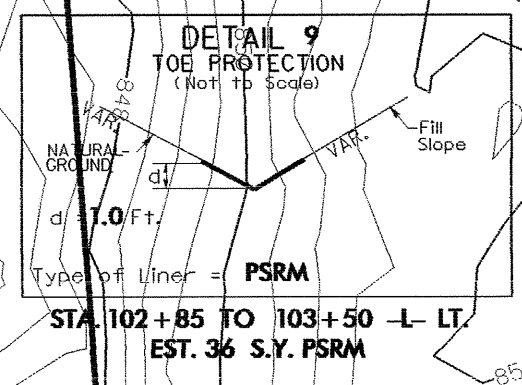 DETAIL 9
TOE PROTECTION
(Not to Scale)
848
VAR.
NATURAL
GROUND
d
VAR.
Fill
Slope
d = 1.0 Ft.
Type of Liner = PSRM
STA. 102+85 TO 103+50 -L- LT.
EST. 36 S.Y. PSRM